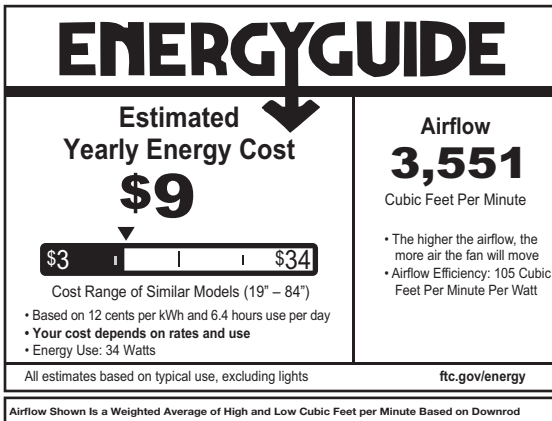 ENERGYGUIDE
Estimated
Yearly Energy Cost
$9
$3
$34
Cost Range of Similar Models (19” – 84”)
• Based on 12 cents per kWh and 6.4 hours use per day
• Your cost depends on rates and use
• Energy Use: 34 Watts
Airflow
3,551
Cubic Feet Per Minute
• The higher the airflow, the
more air the fan will move
• Airflow Efficiency: 105 Cubic
Feet Per Minute Per Watt
All estimates based on typical use, excluding lights
ftc.gov/energy
Airflow Shown Is a Weighted Average of High and Low Cubic Feet per Minute Based on Downrod